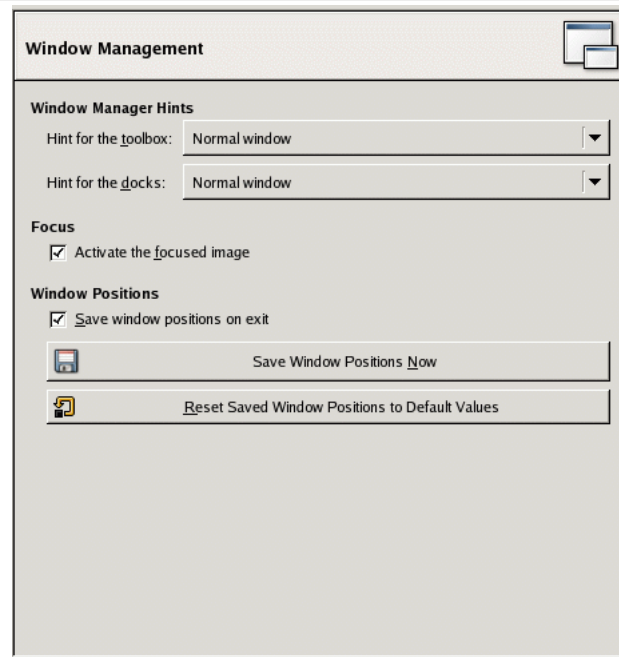 Window Management
Window Manager Hints
Hint for the toolbox: Normal window
Hint for the docks: Normal window
Focus
Activate the focused image
Window Positions
Save window positions on exit
Save Window Positions Now
Reset Saved Window Positions to Default Values